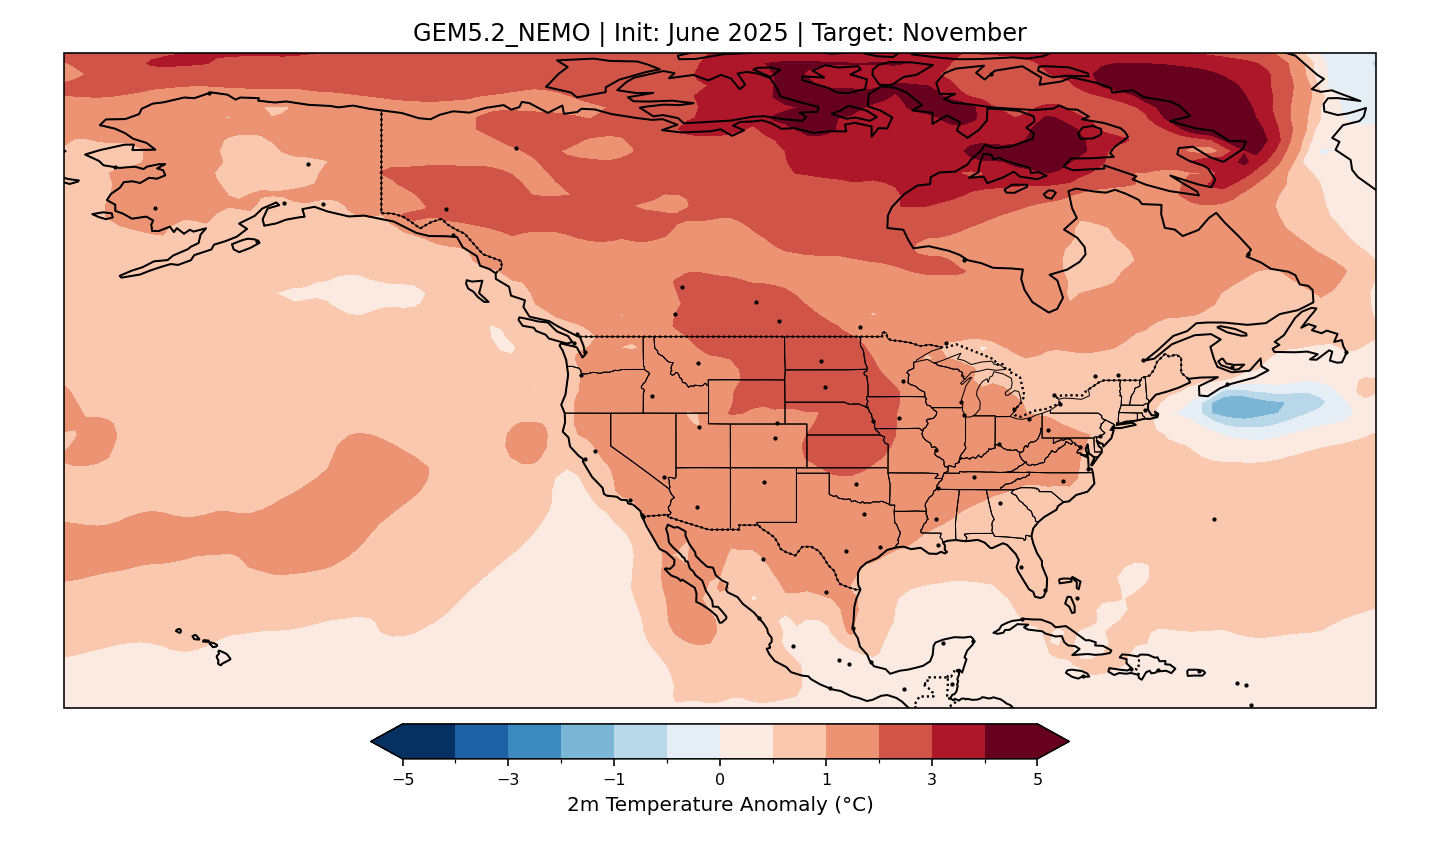 GEM5.2_NEMO | Init: June 2025 | Target: November
−5 −3 −1 0 1 3 5
2m Temperature Anomaly (°C)